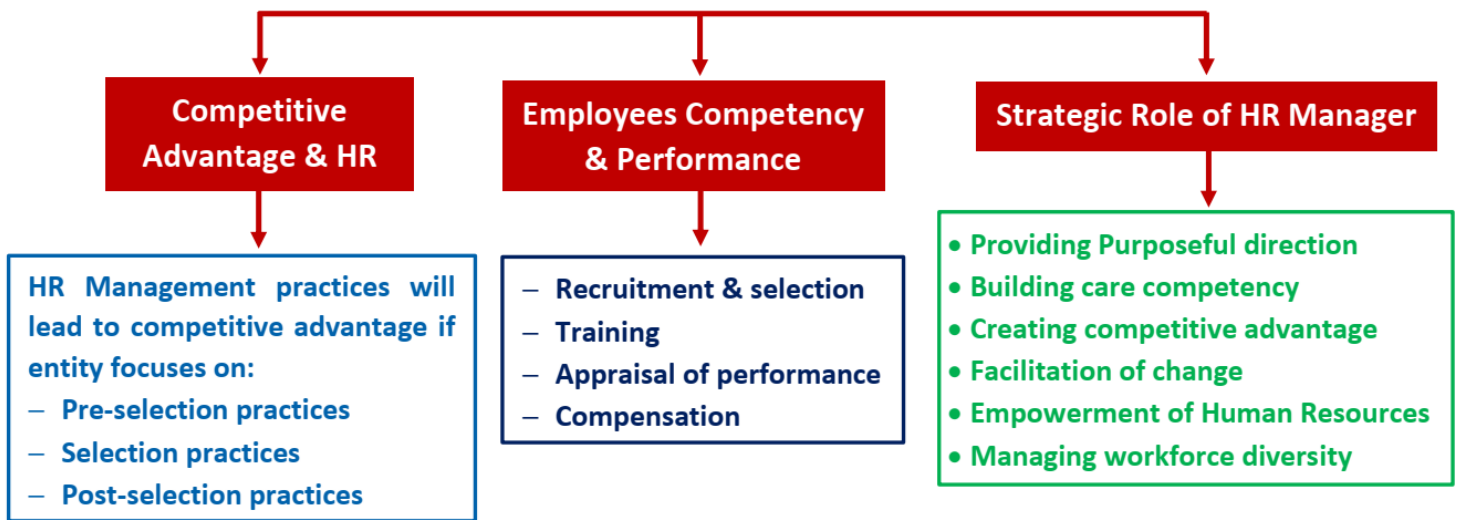 Competitive
Advantage & HR
HR Management practices will
lead to competitive advantage if
entity focuses on:
– Pre-selection practices
– Selection practices
– Post-selection practices
Employees Competency
& Performance
– Recruitment & selection
– Training
– Appraisal of performance
– Compensation
Strategic Role of HR Manager
• Providing Purposeful direction
• Building care competency
• Creating competitive advantage
• Facilitation of change
• Empowerment of Human Resources
• Managing workforce diversity